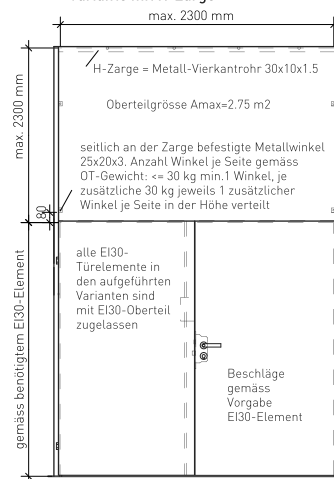 max. 2300 mm
H-Zarge = Metall-Vierkantrohr 30x10x1.5
Oberteilgrösse Amax=2.75 m2
max. 2300 mm
seitlich an der Zarge befestigte Metallwinkel
25x20x3. Anzahl Winkel je Seite gemäss
OT-Gewicht: <= 30 kg min.1 Winkel, je
zusätzliche 30 kg jeweils 1 zusätzlicher
Winkel je Seite in der Höhe verteilt
80
gemäss benötigtem EI30-Element
alle EI30-
Türelemente in
den aufgeführten
Varianten sind
mit EI30-Oberteil
zugelassen
Beschläge
gemäss
Vorgabe
EI30-Element